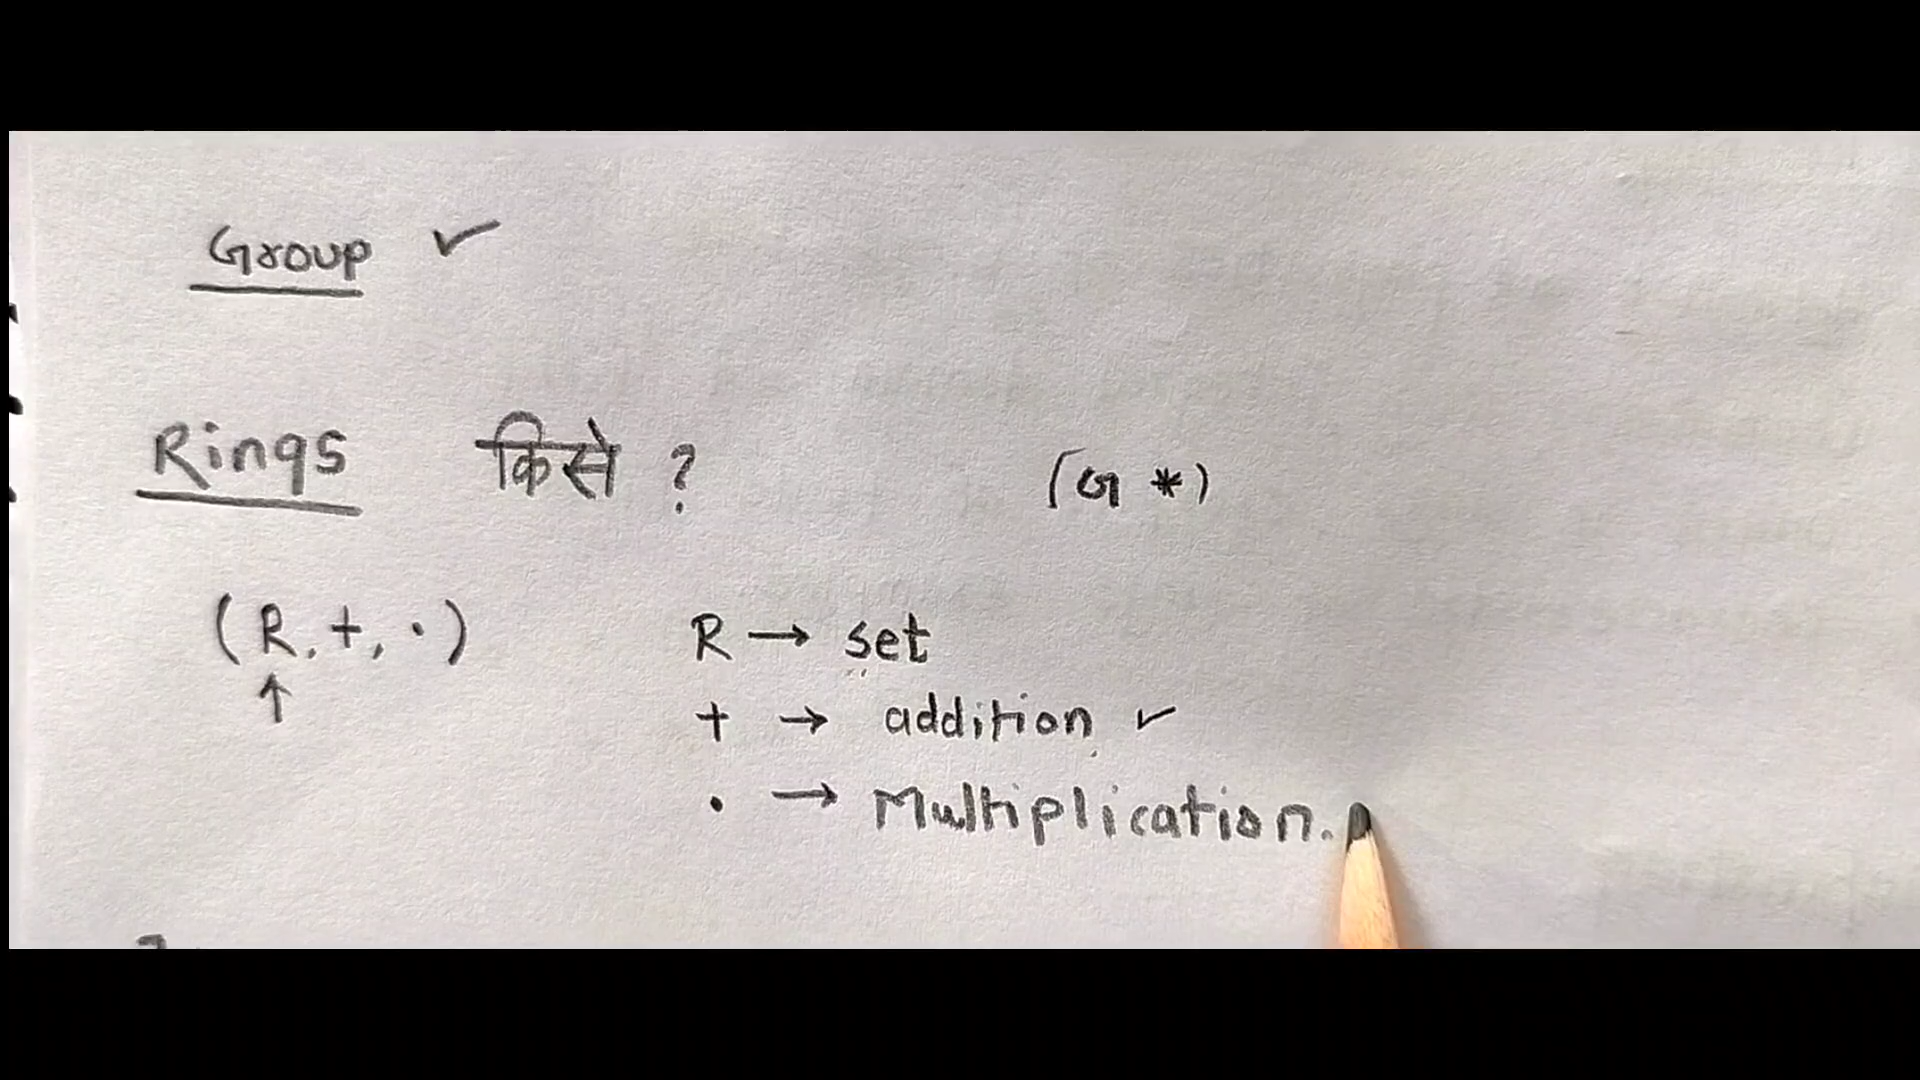 Group ✓
Rings किसे ?
(G *)
(R, +, ·)
↑
R → set
+ → addition ✓
· → Multiplication.